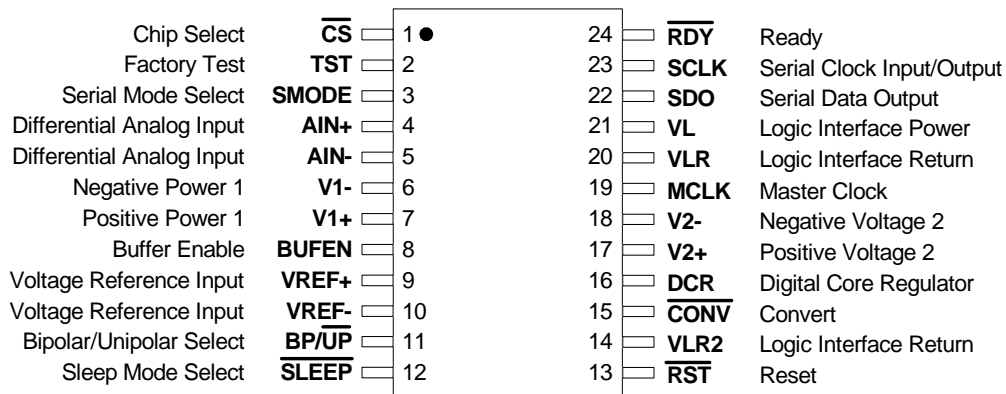 Chip Select CS 1 24 RDY Ready
Factory Test TST 2 23 SCLK Serial Clock Input/Output
Serial Mode Select SMODE 3 22 SDO Serial Data Output
Differential Analog Input AIN+ 4 21 VL Logic Interface Power
Differential Analog Input AIN- 5 20 VLR Logic Interface Return
Negative Power 1 V1- 6 19 MCLK Master Clock
Positive Power 1 V1+ 7 18 V2- Negative Voltage 2
Buffer Enable BUFEN 8 17 V2+ Positive Voltage 2
Voltage Reference Input VREF+ 9 16 DCR Digital Core Regulator
Voltage Reference Input VREF- 10 15 CONV Convert
Bipolar/Unipolar Select BP/UP 11 14 VLR2 Logic Interface Return
Sleep Mode Select SLEEP 12 13 RST Reset